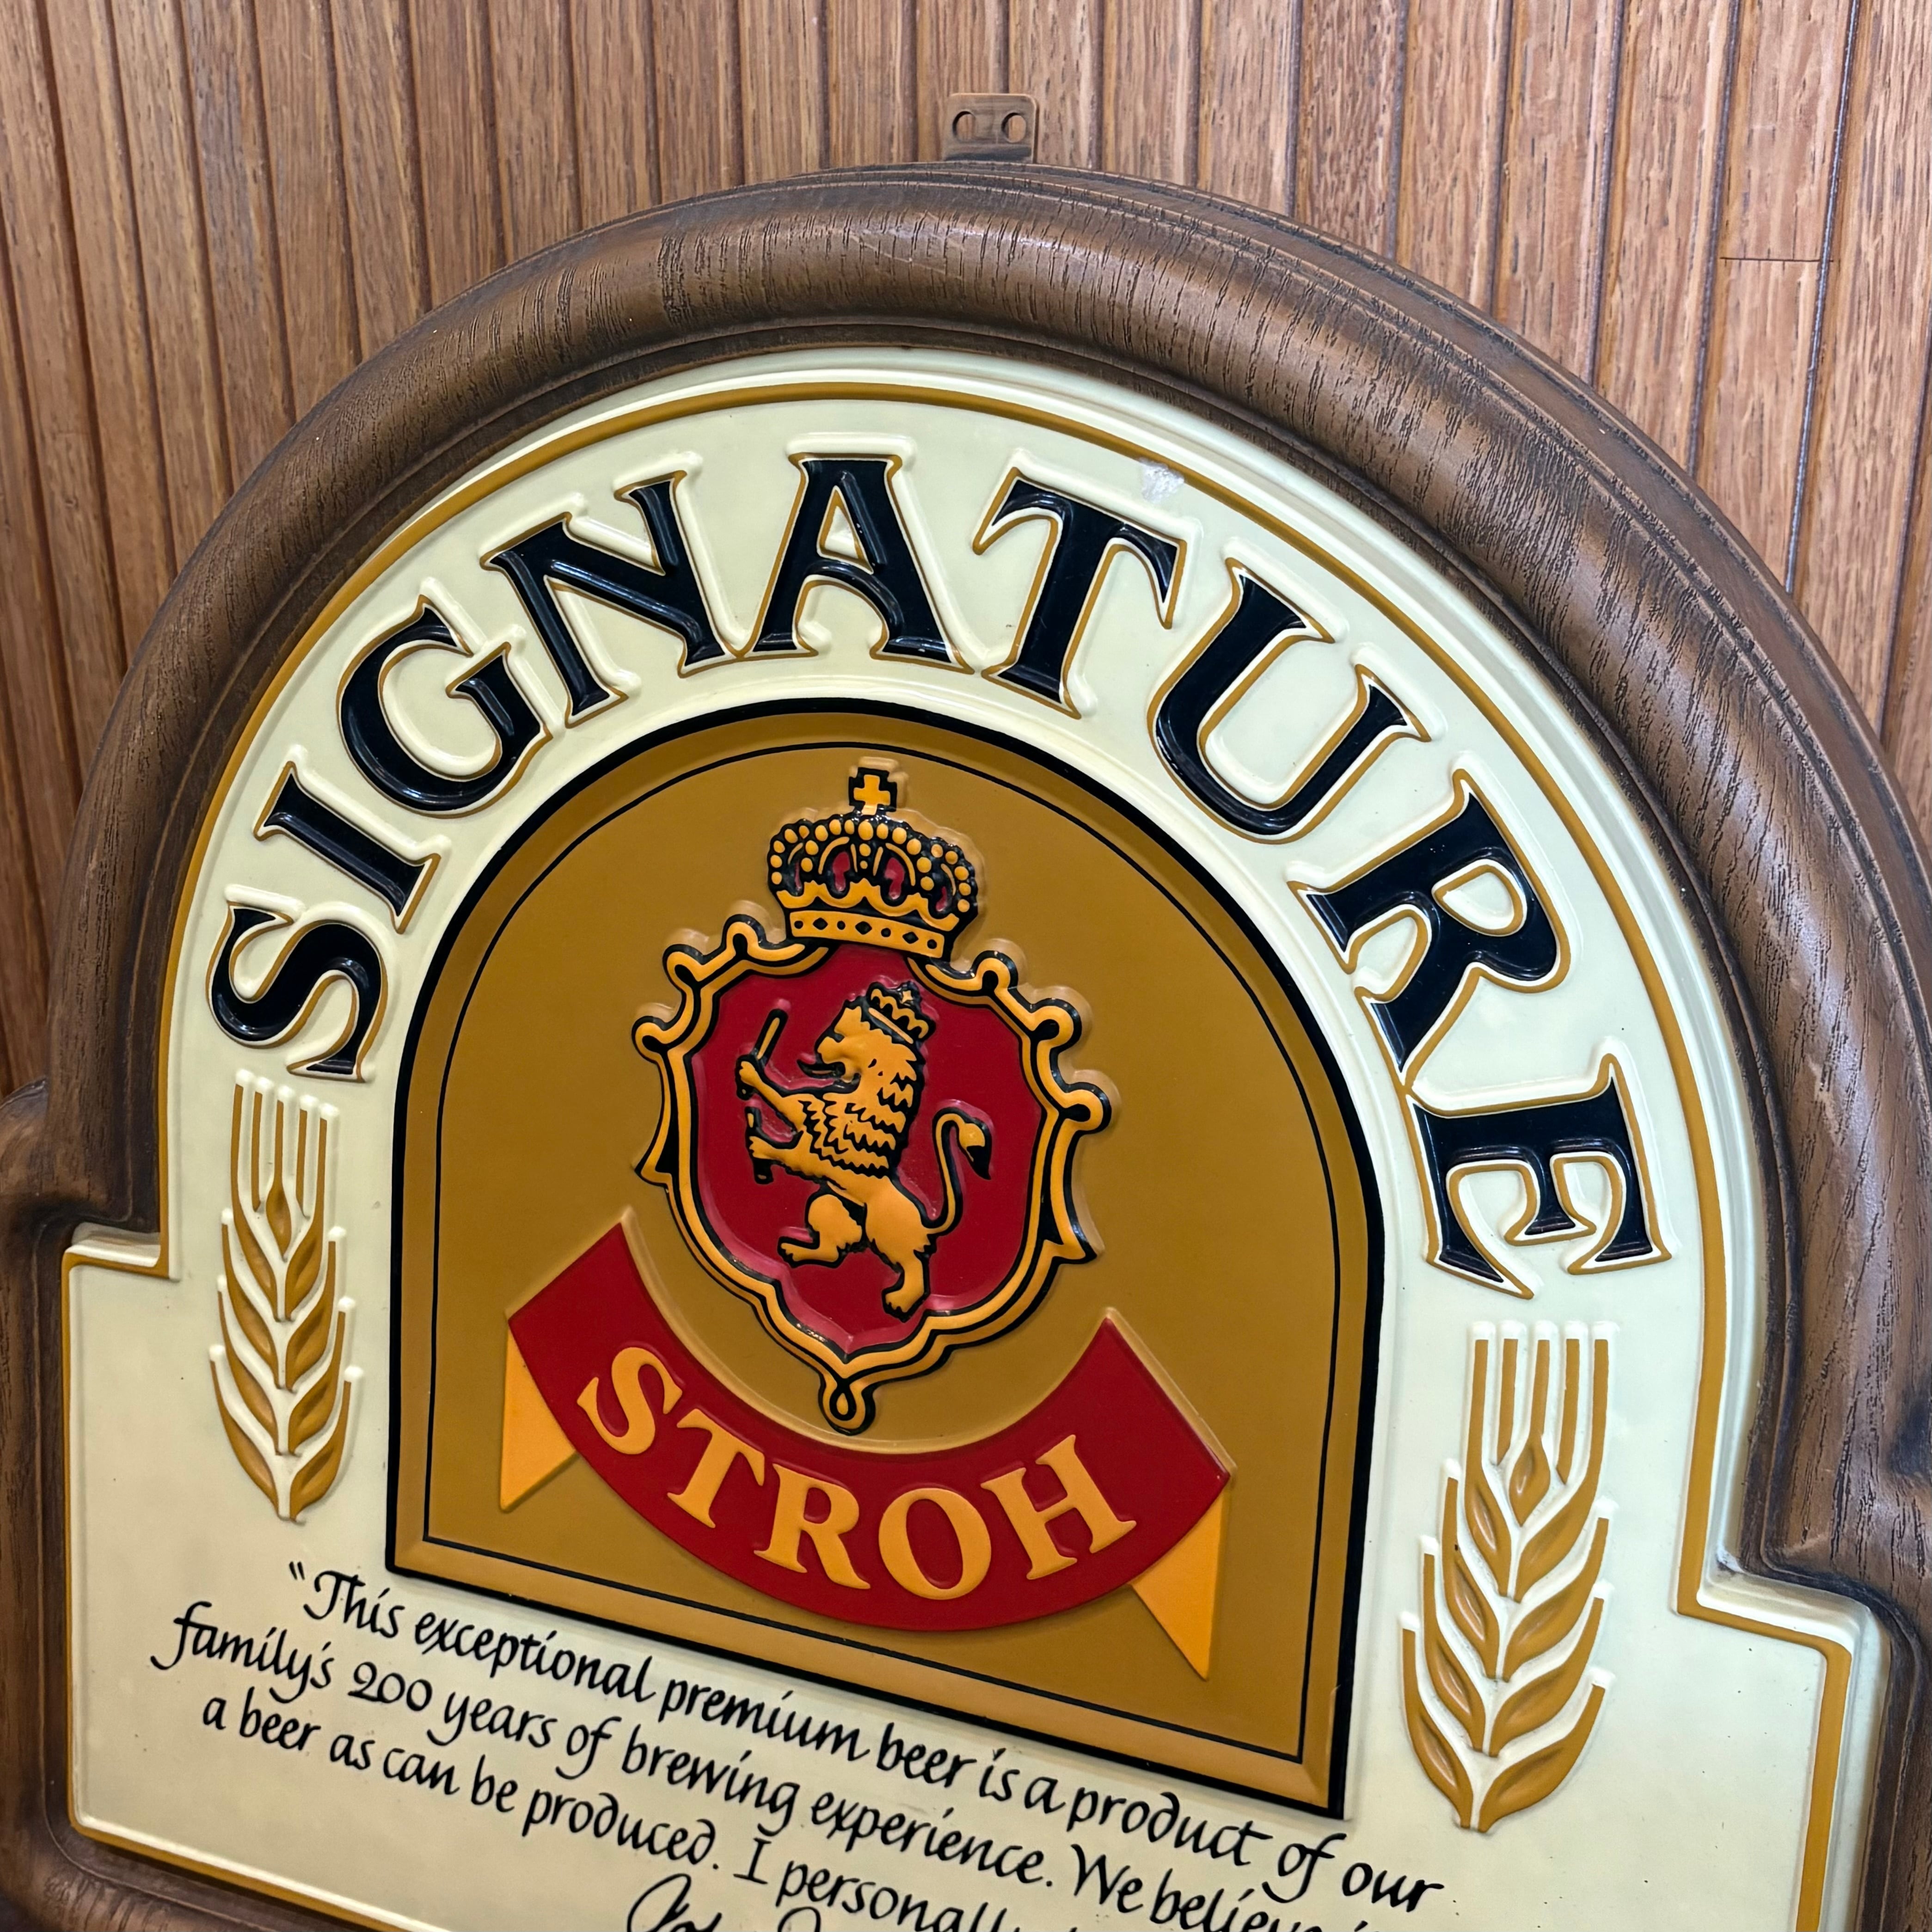 SIGNATURE
STROH
"This exceptional premium beer is a product of our
family's 200 years of brewing experience. We believe
a beer as can be produced. I personally